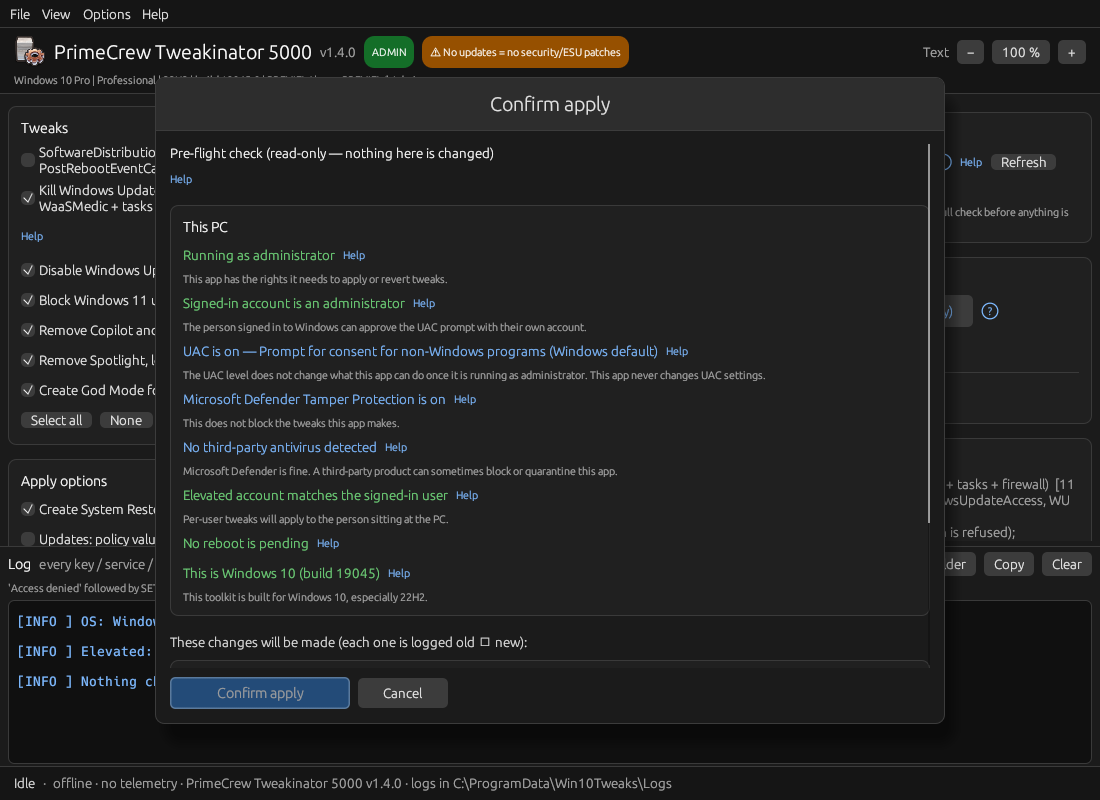 File View Options Help
PrimeCrew Tweakinator 5000 v1.4.0 ADMIN ⚠ No updates = no security/ESU patches Text − 100 % +
Windows 10 Pro | Professional
Confirm apply
Pre-flight check (read-only — nothing here is changed)
Help
This PC
Running as administrator Help
This app has the rights it needs to apply or revert tweaks.
Signed-in account is an administrator Help
The person signed in to Windows can approve the UAC prompt with their own account.
UAC is on — Prompt for consent for non-Windows programs (Windows default) Help
The UAC level does not change what this app can do once it is running as administrator. This app never changes UAC settings.
Microsoft Defender Tamper Protection is on Help
This does not block the tweaks this app makes.
No third-party antivirus detected Help
Microsoft Defender is fine. A third-party product can sometimes block or quarantine this app.
Elevated account matches the signed-in user Help
Per-user tweaks will apply to the person sitting at the PC.
No reboot is pending Help
This is Windows 10 (build 19045) Help
This toolkit is built for Windows 10, especially 22H2.
These changes will be made (each one is logged old □ new):
Confirm apply Cancel
Tweaks
SoftwareDistributio
PostRebootEventCa
Kill Windows Update
WaaSMedic + tasks
Help
Disable Windows Up
Block Windows 11 u
Remove Copilot and
Remove Spotlight, l
Create God Mode fo
Select all None
Apply options
Create System Resto
Updates: policy valu
Help Refresh
ll check before anything is
y) ?
+ tasks + firewall) [11
wsUpdateAccess, WU
is refused);
Log every key / service /
der Copy Clear
'Access denied' followed by SE
[INFO ] OS: Windo
[INFO ] Elevated:
[INFO ] Nothing c
Idle · offline · no telemetry · PrimeCrew Tweakinator 5000 v1.4.0 · logs in C:\ProgramData\Win10Tweaks\Logs